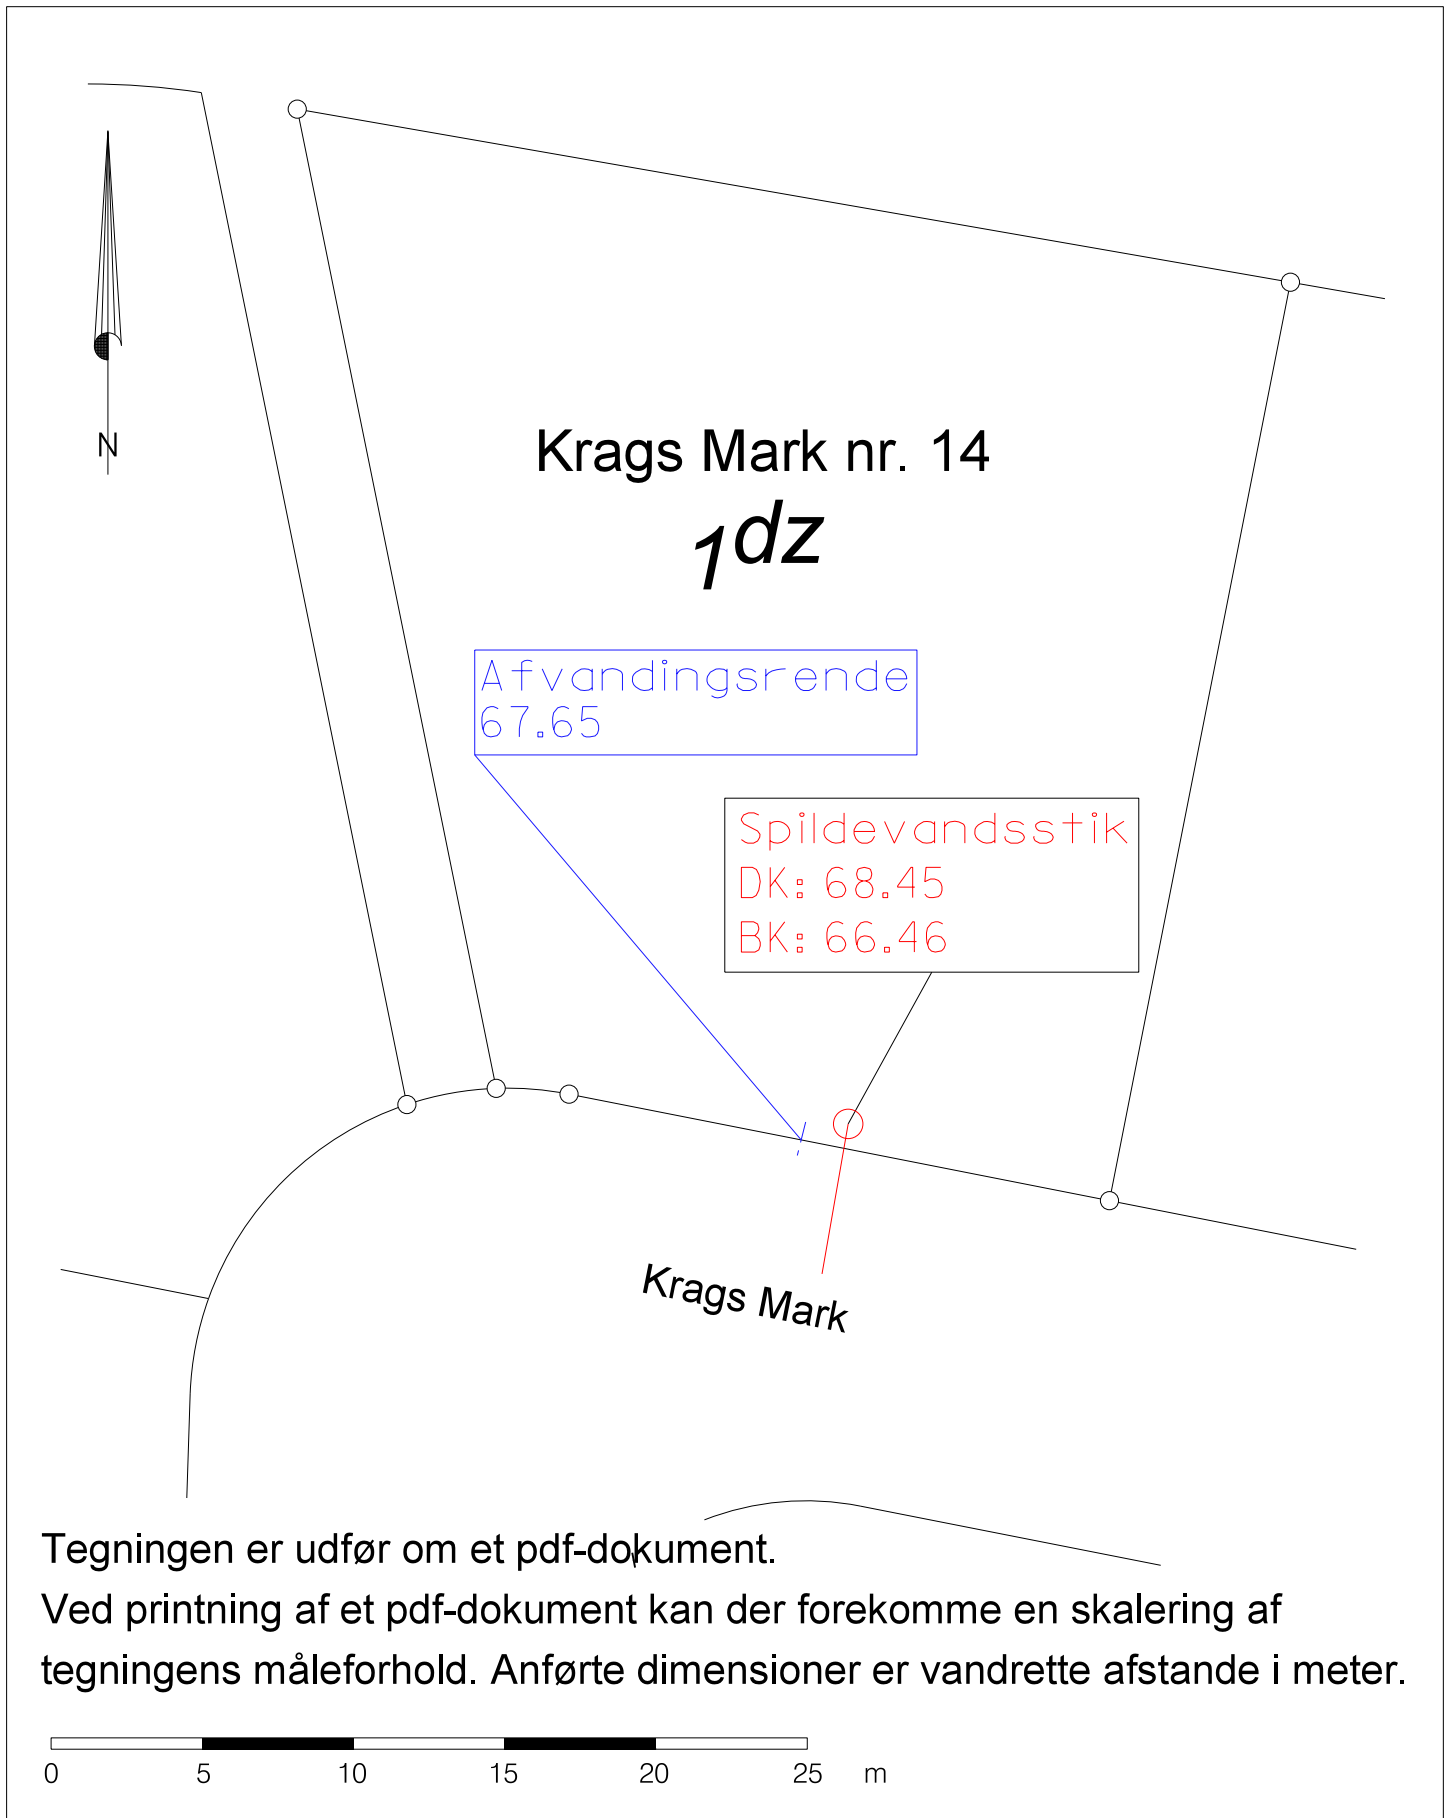 N
Krags Mark nr. 14
1dz
Afvandingsrende
67.65
Spildevandsstik
DK: 68.45
BK: 66.46
Krags Mark
Tegningen er udfør om et pdf-dokument.
Ved printning af et pdf-dokument kan der forekomme en skalering af
tegningens måleforhold. Anførte dimensioner er vandrette afstande i meter.
0 5 10 15 20 25 m